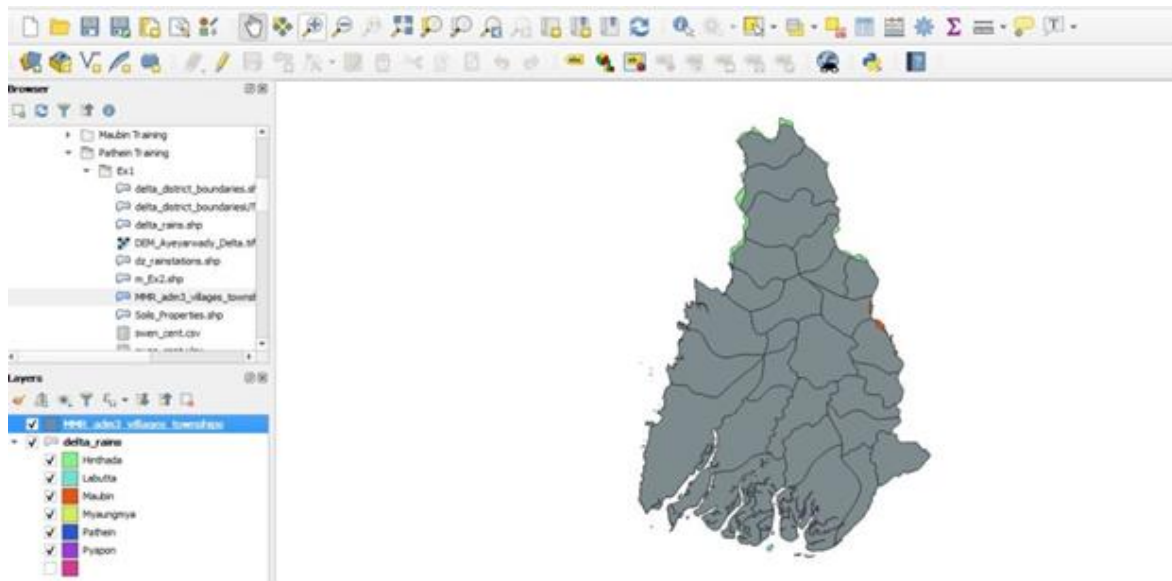 Browser
Maubin Training
Pathein Training
Ex1
delta_district_boundaries.sh
delta_district_boundariesUT
delta_rains.shp
DEM_Ayeyarwady_Delta.tif
dz_rainstations.shp
m_Ex2.shp
MMR_adm3_villages_townsh
Soils_Properties.shp
swen_cent.csv
Layers
MMR_adm3_villages_townships
delta_rains
Hinthada
Labutta
Maubin
Myaungmya
Pathein
Pyapon